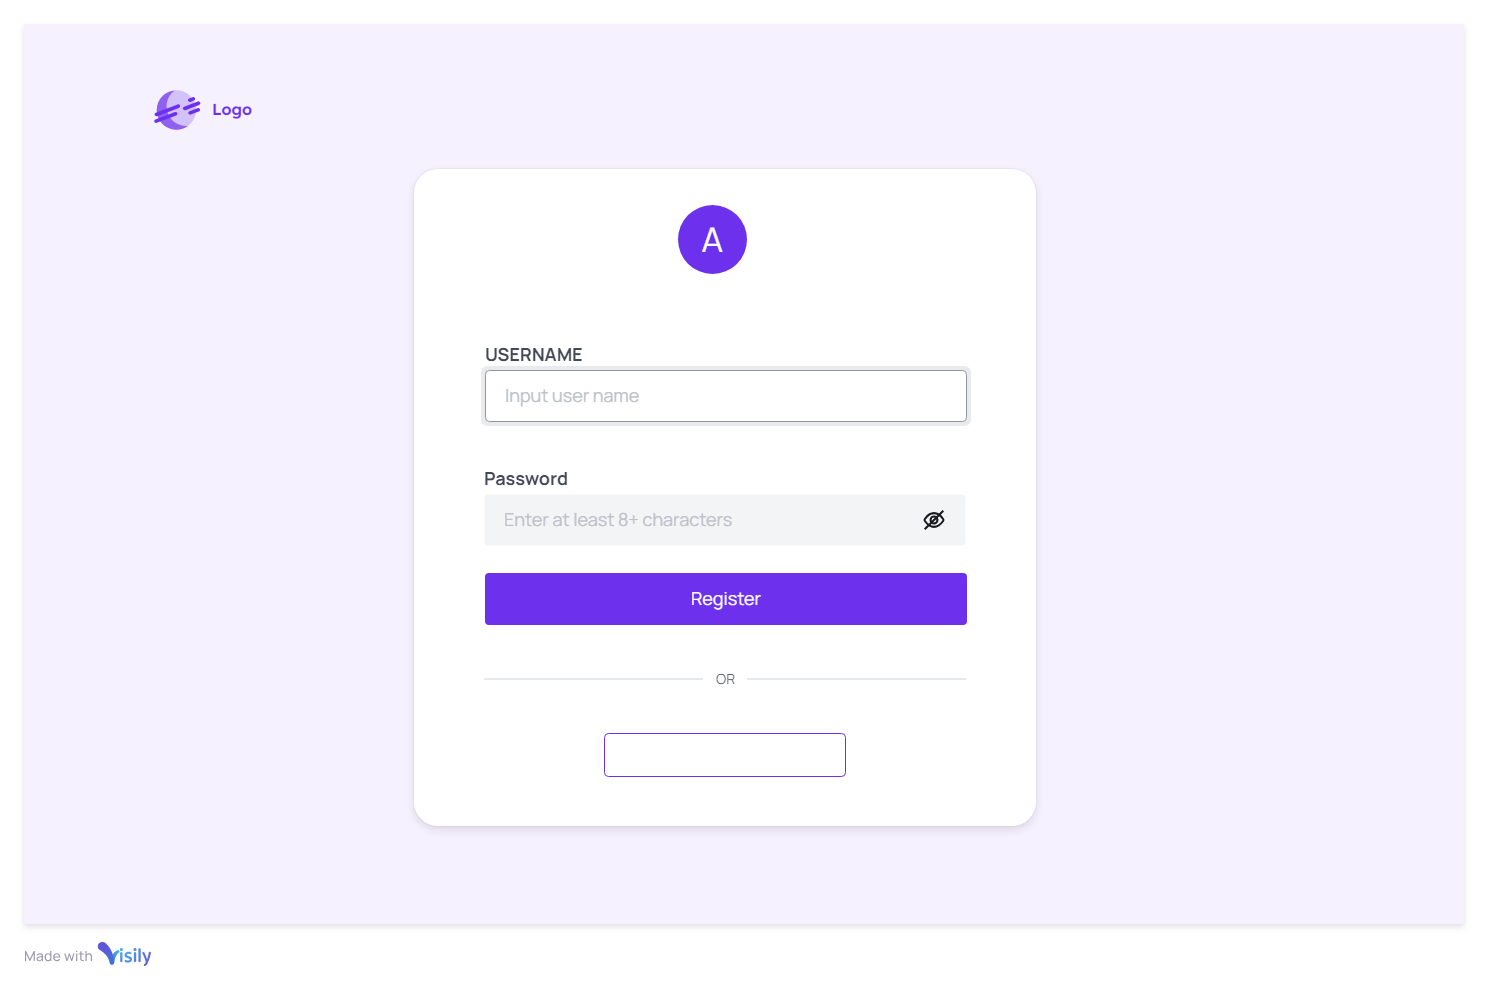 Logo
A
USERNAME
Input user name
Password
Enter at least 8+ characters
Register
OR
Made with Visily